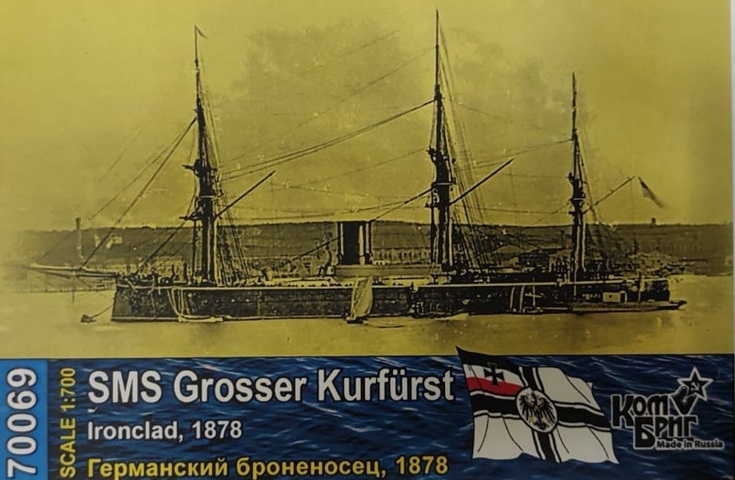 70069
SCALE 1:700
SMS Grosser Kurfürst
Ironclad, 1878
Германский броненосец, 1878
Ком
Бриг
Made in Russia